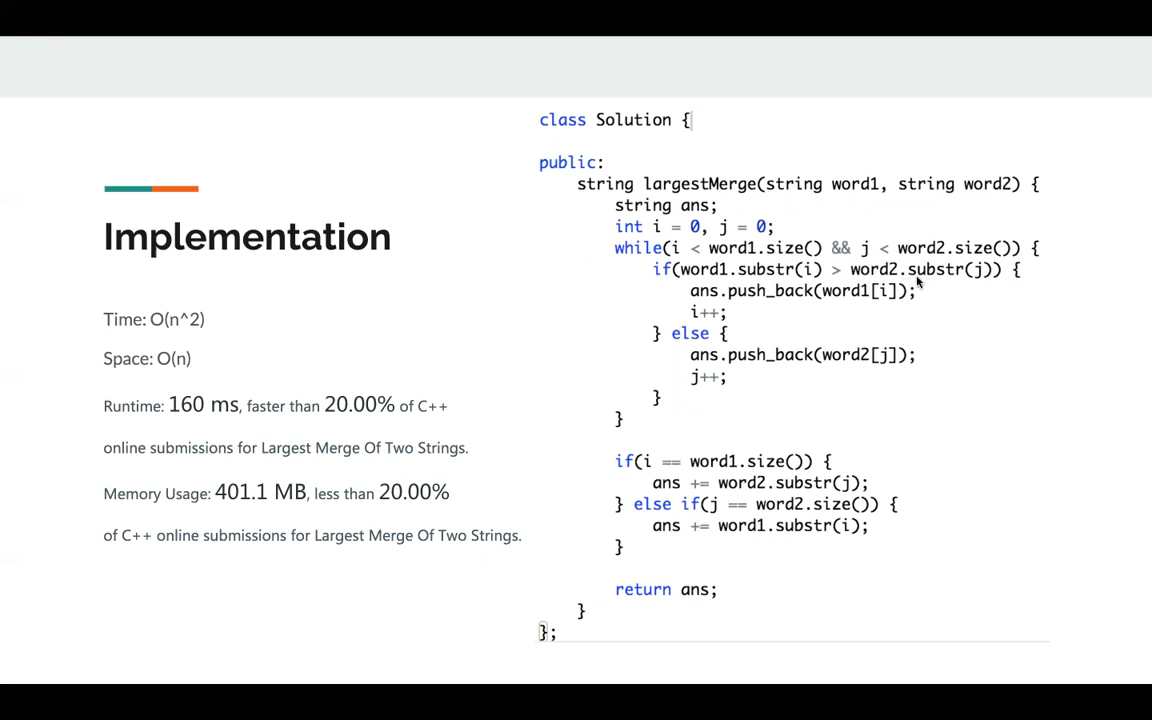 Implementation
Time: O(n^2)
Space: O(n)
Runtime: 160 ms, faster than 20.00% of C++
online submissions for Largest Merge Of Two Strings.
Memory Usage: 401.1 MB, less than 20.00%
of C++ online submissions for Largest Merge Of Two Strings.
class Solution {
public:
    string largestMerge(string word1, string word2) {
        string ans;
        int i = 0, j = 0;
        while(i < word1.size() && j < word2.size()) {
            if(word1.substr(i) > word2.substr(j)) {
                ans.push_back(word1[i]);
                i++;
            } else {
                ans.push_back(word2[j]);
                j++;
            }
        }
        if(i == word1.size()) {
            ans += word2.substr(j);
        } else if(j == word2.size()) {
            ans += word1.substr(i);
        }
        return ans;
    }
};